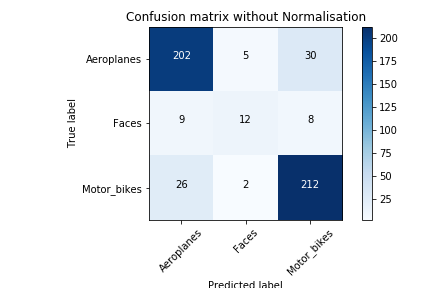 Confusion matrix without Normalisation
True label
Aeroplanes
Faces
Motor_bikes
202 5 30
9 12 8
26 2 212
Aeroplanes
Faces
Motor_bikes
Predicted label
200
175
150
125
100
75
50
25